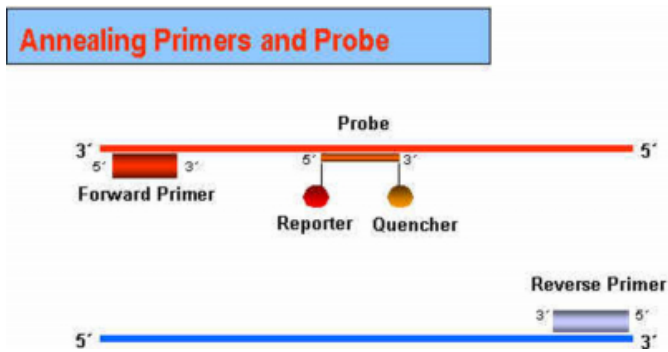 Annealing Primers and Probe
Probe
3´ 5´
5´ 3´ 5´ 3´
Forward Primer
Reporter Quencher
Reverse Primer
3´ 5´
5´ 3´